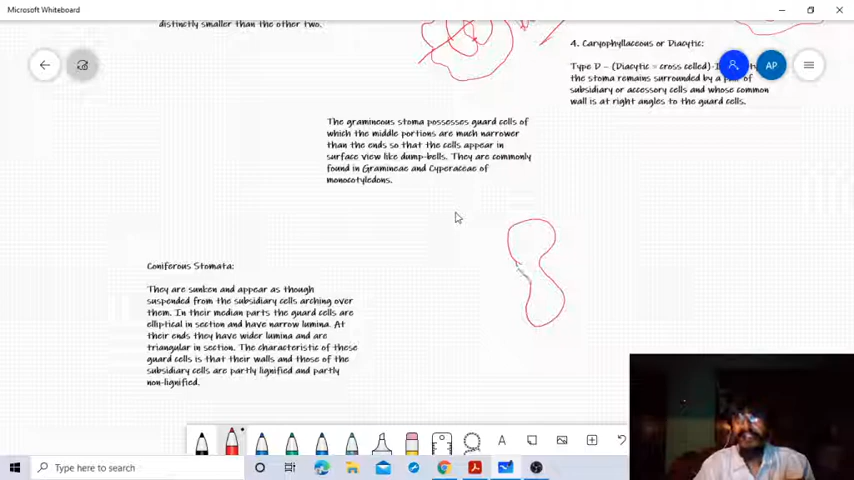 Microsoft Whiteboard
distinctly smaller than the other two.
4. Caryophyllaceous or Diacytic:
Type D - (Diacytic = cross celled)-
the stoma remains surrounded by a
subsidiary or accessory cells and whose common
wall is at right angles to the guard cells.
AP
The gramineous stoma possesses guard cells of
which the middle portions are much narrower
than the ends so that the cells appear in
surface view like dump-bells. They are commonly
found in Gramineae and Cyperaceae of
monocotyledons.
Coniferous Stomata:
They are sunken and appear as though
suspended from the subsidiary cells arching over
them. In their median parts the guard cells are
elliptical in section and have narrow lumina. At
their ends they have wider lumina and are
triangular in section. The characteristic of these
guard cells is that their walls and those of the
subsidiary cells are partly lignified and partly
non-lignified.
A
Type here to search